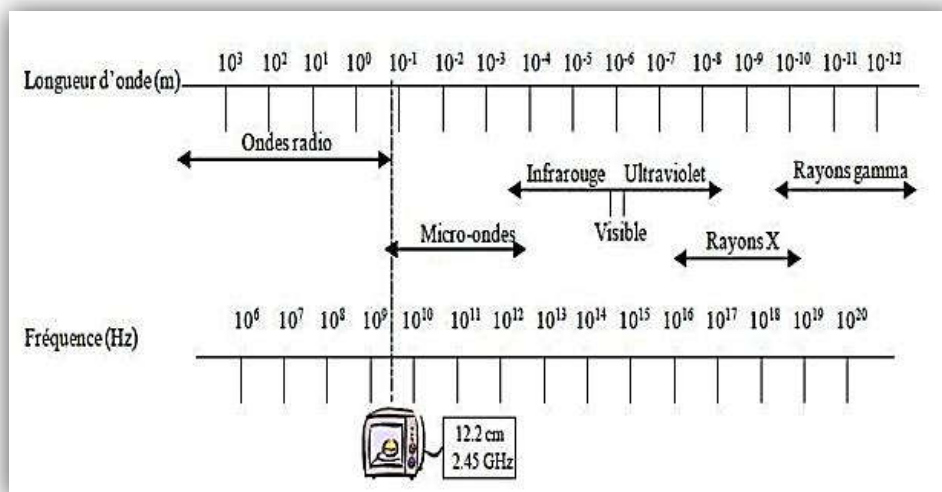 10³ 10² 10¹ 10⁰ 10⁻¹ 10⁻² 10⁻³ 10⁻⁴ 10⁻⁵ 10⁻⁶ 10⁻⁷ 10⁻⁸ 10⁻⁹ 10⁻¹⁰ 10⁻¹¹ 10⁻¹²
Longueur d'onde (m)
Ondes radio
Infrarouge Ultraviolet Rayons gamma
Micro-ondes Visible Rayons X
10⁶ 10⁷ 10⁸ 10⁹ 10¹⁰ 10¹¹ 10¹² 10¹³ 10¹⁴ 10¹⁵ 10¹⁶ 10¹⁷ 10¹⁸ 10¹⁹ 10²⁰
Fréquence (Hz)
12.2 cm
2.45 GHz